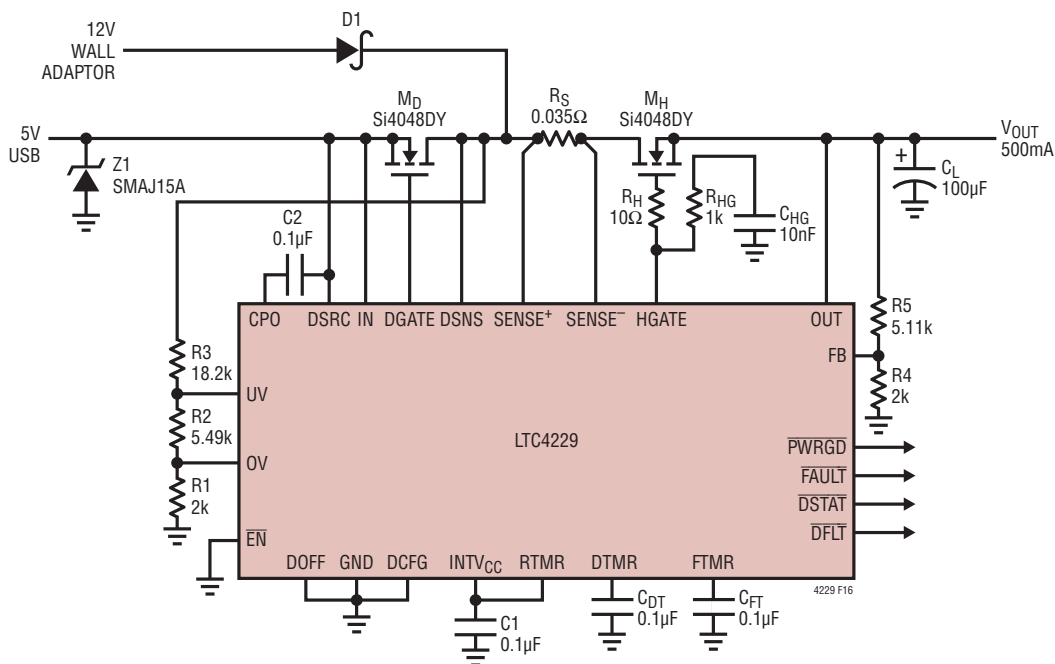 12V
WALL
ADAPTOR
D1
5V
USB
Z1
SMAJ15A
MD
Si4048DY
RS
0.035Ω
MH
Si4048DY
VOUT
500mA
+
CL
100µF
RH
10Ω
RHG
1k
CHG
10nF
C2
0.1µF
CPO
DSRC
IN
DGATE
DSNS
SENSE+
SENSE−
HGATE
OUT
R3
18.2k
UV
R2
5.49k
OV
R1
2k
EN
LTC4229
FB
R5
5.11k
R4
2k
PWRGD
FAULT
DSTAT
DFLT
DOFF
GND
DCFG
INTVCC
RTMR
DTMR
FTMR
C1
0.1µF
CDT
0.1µF
CFT
0.1µF
4229 F16